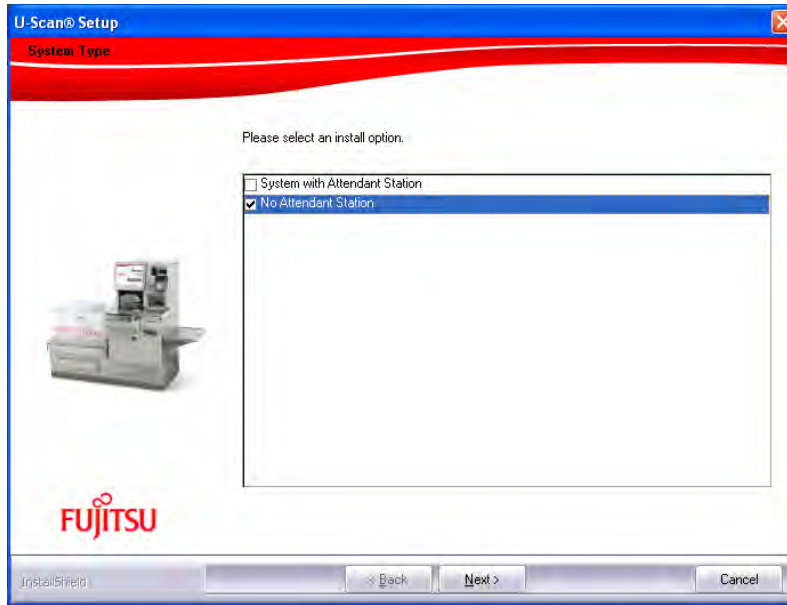 U-Scan® Setup
System Type
Please select an install option.
System with Attendant Station
No Attendant Station
FUJITSU
InstallShield
< Back
Next >
Cancel